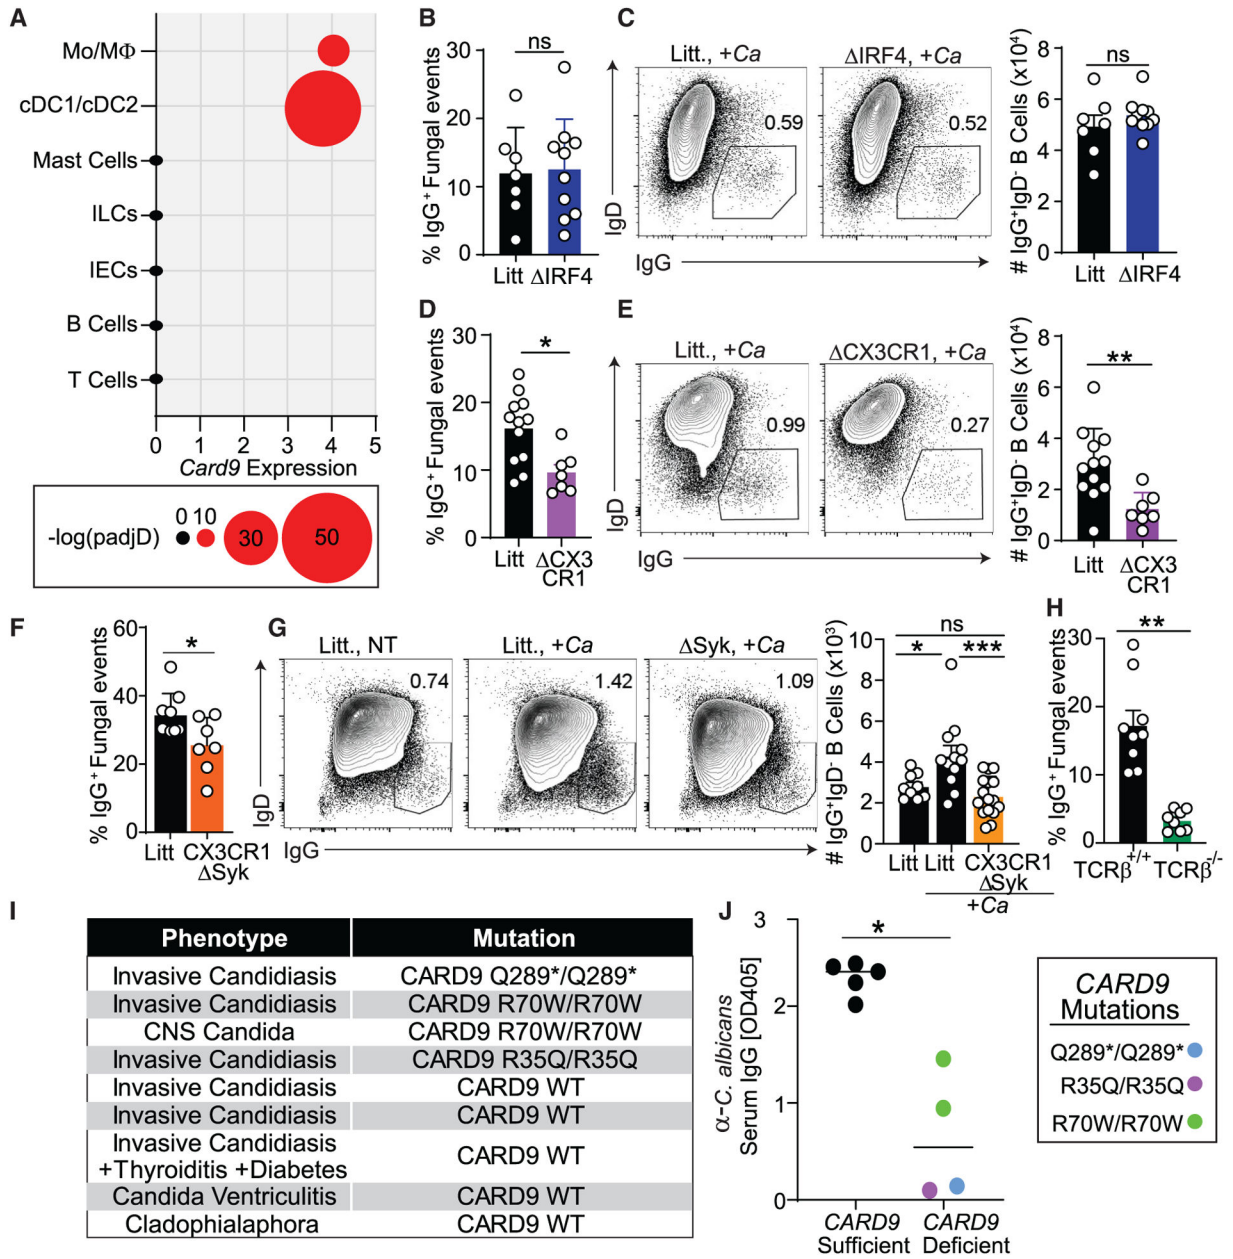 A
Mo/MΦ
cDC1/cDC2
Mast Cells
ILCs
IECs
B Cells
T Cells
0 1 2 3 4 5
Card9 Expression
-log(padjD)
0 10 30 50
B
% IgG⁺ Fungal events
30
20
10
0
ns
Litt ΔIRF4
C
Litt., +Ca
ΔIRF4, +Ca
0.59
0.52
IgD
IgG
# IgG⁺IgD⁻ B Cells (x10⁴)
8
6
4
2
0
ns
Litt ΔIRF4
D
% IgG⁺ Fungal events
30
20
10
0
*
Litt ΔCX3
CR1
E
Litt., +Ca
ΔCX3CR1, +Ca
0.99
0.27
IgD
IgG
# IgG⁺IgD⁻ B Cells (x10⁴)
8
6
4
2
0
**
Litt ΔCX3
CR1
F
% IgG⁺ Fungal events
60
40
20
0
*
Litt CX3CR1
ΔSyk
G
Litt., NT
Litt., +Ca
ΔSyk, +Ca
0.74
1.42
1.09
IgD
IgG
# IgG⁺IgD⁻ B Cells (x10³)
10
8
6
4
2
0
ns
* ***
Litt Litt CX3CR1
ΔSyk
+Ca
H
% IgG⁺ Fungal events
30
20
10
0
**
TCRβ⁺/⁺ TCRβ⁻/⁻
I
Phenotype Mutation
Invasive Candidiasis CARD9 Q289*/Q289*
Invasive Candidiasis CARD9 R70W/R70W
CNS Candida CARD9 R70W/R70W
Invasive Candidiasis CARD9 R35Q/R35Q
Invasive Candidiasis CARD9 WT
Invasive Candidiasis CARD9 WT
Invasive Candidiasis
+Thyroiditis +Diabetes CARD9 WT
Candida Ventriculitis CARD9 WT
Cladophialaphora CARD9 WT
J
α-C. albicans
Serum IgG [OD405]
3
2
1
0
*
CARD9 CARD9
Sufficient Deficient
CARD9
Mutations
Q289*/Q289*
R35Q/R35Q
R70W/R70W